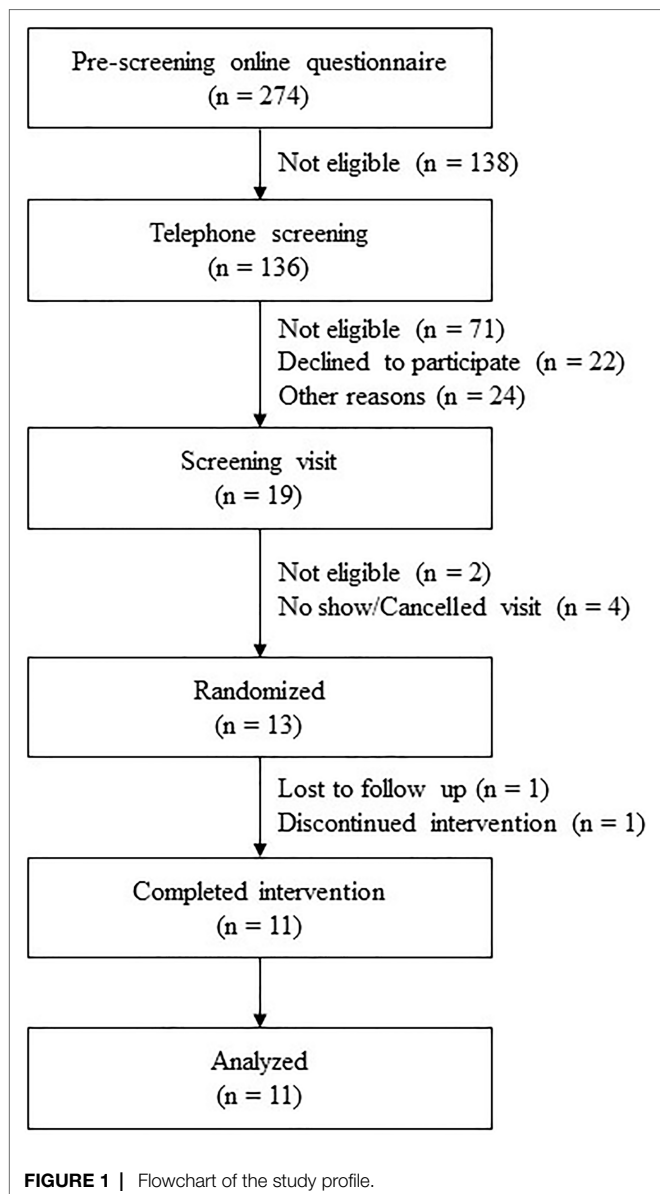 Pre-screening online questionnaire
(n = 274)
Not eligible (n = 138)
Telephone screening
(n = 136)
Not eligible (n = 71)
Declined to participate (n = 22)
Other reasons (n = 24)
Screening visit
(n = 19)
Not eligible (n = 2)
No show/Cancelled visit (n = 4)
Randomized
(n = 13)
Lost to follow up (n = 1)
Discontinued intervention (n = 1)
Completed intervention
(n = 11)
Analyzed
(n = 11)
FIGURE 1 | Flowchart of the study profile.